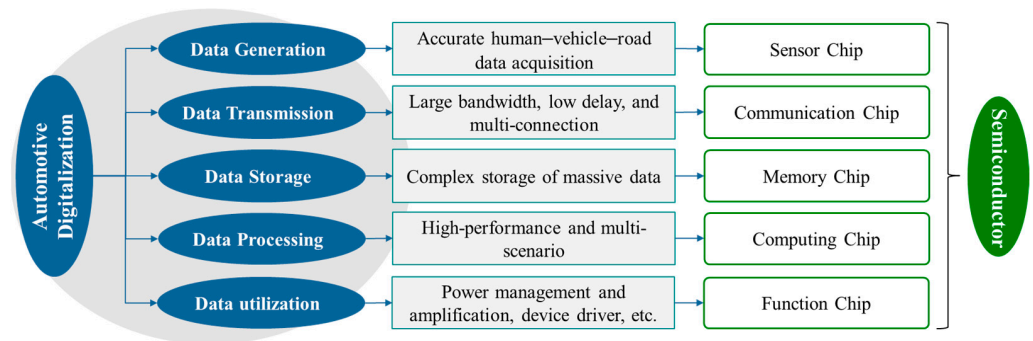 Automotive
Digitalization
Data Generation
Accurate human–vehicle–road
data acquisition
Sensor Chip
Data Transmission
Large bandwidth, low delay, and
multi-connection
Communication Chip
Data Storage
Complex storage of massive data
Memory Chip
Data Processing
High-performance and multi-
scenario
Computing Chip
Data utilization
Power management and
amplification, device driver, etc.
Function Chip
Semiconductor